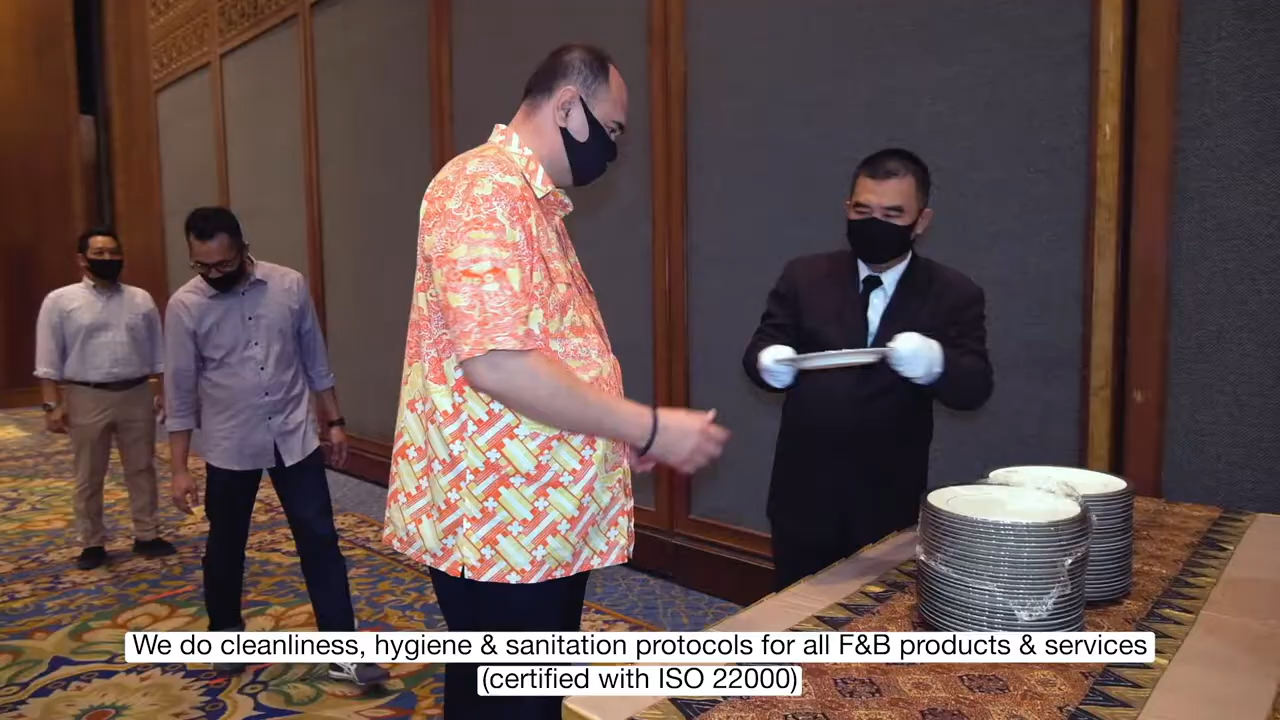 We do cleanliness, hygiene & sanitation protocols for all F&B products & services
(certified with ISO 22000)